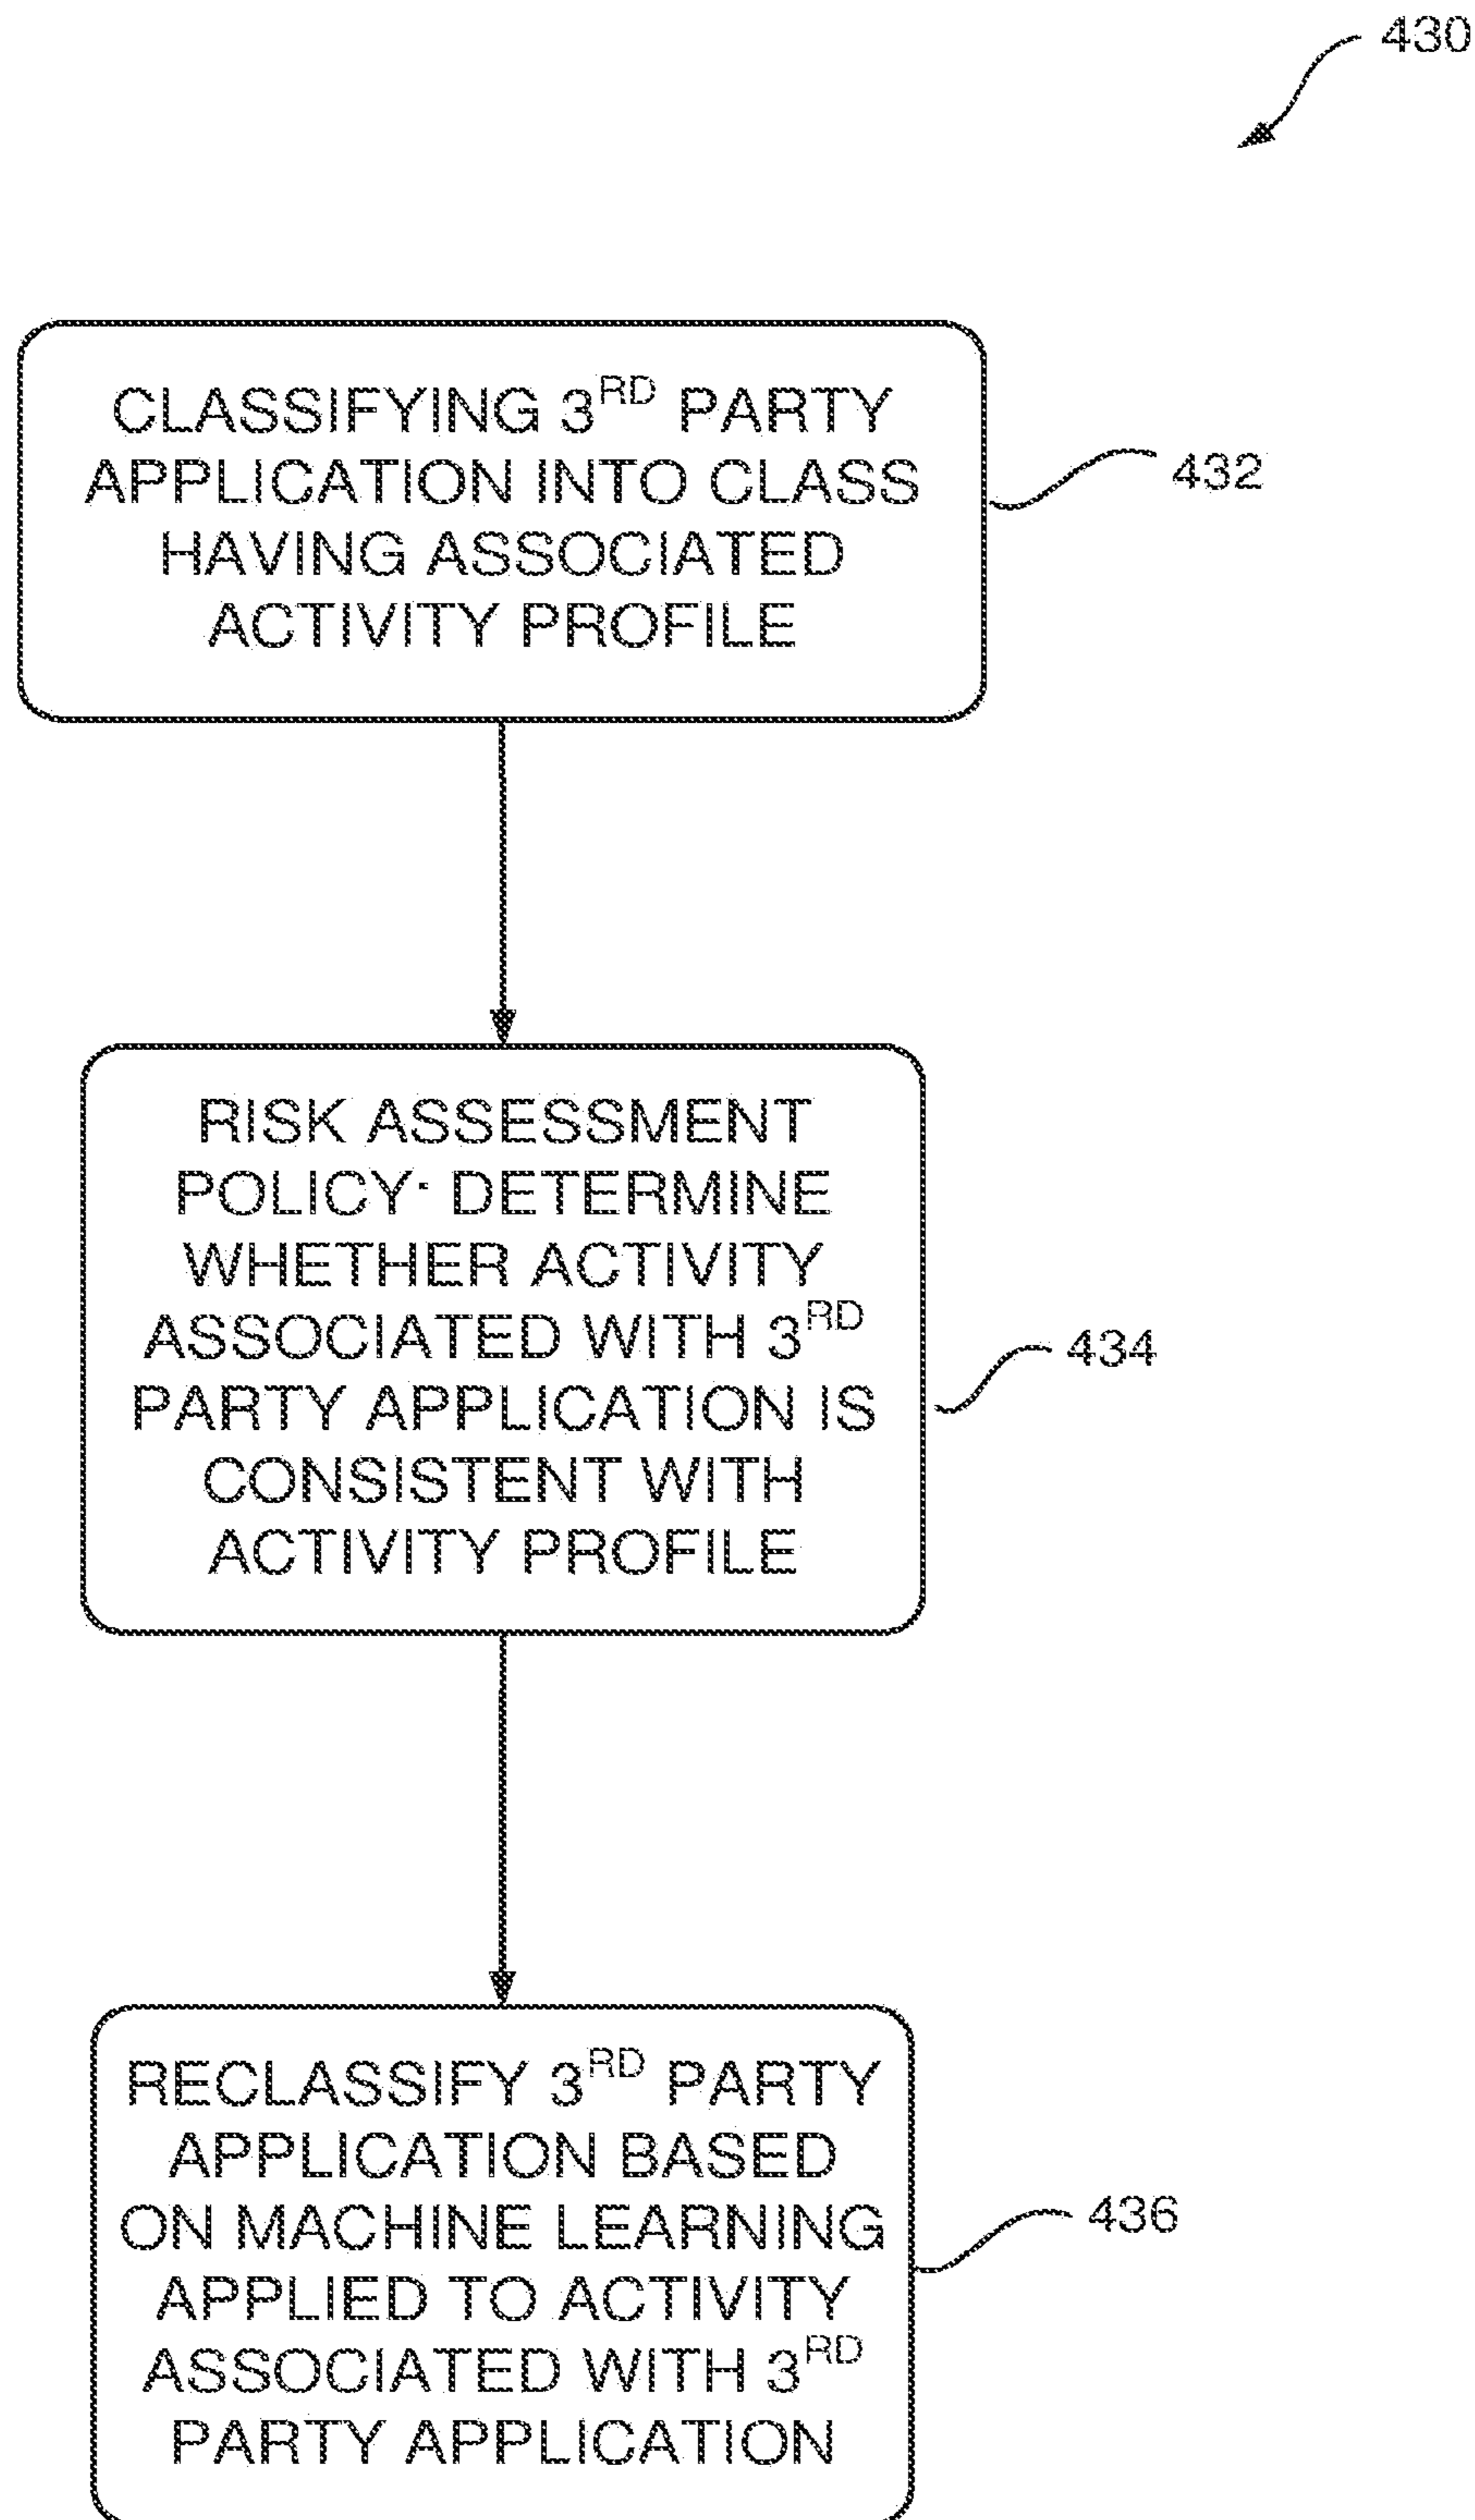 430
CLASSIFYING 3RD PARTY
APPLICATION INTO CLASS
HAVING ASSOCIATED
ACTIVITY PROFILE
432
RISK ASSESSMENT
POLICY: DETERMINE
WHETHER ACTIVITY
ASSOCIATED WITH 3RD
PARTY APPLICATION IS
CONSISTENT WITH
ACTIVITY PROFILE
434
RECLASSIFY 3RD PARTY
APPLICATION BASED
ON MACHINE LEARNING
APPLIED TO ACTIVITY
ASSOCIATED WITH 3RD
PARTY APPLICATION
436